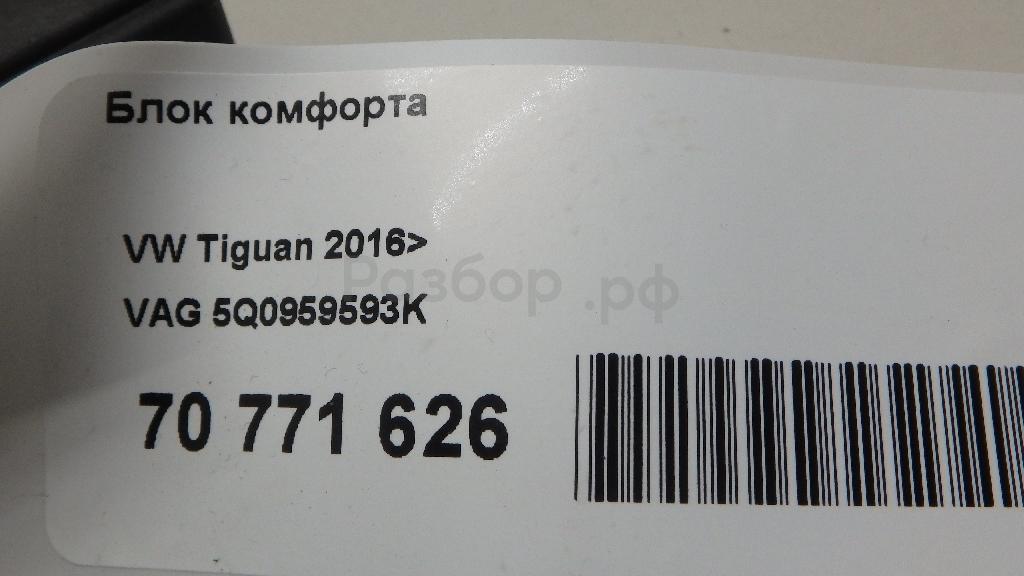 Блок комфорта
VW Tiguan 2016>
Разбор.рф
VAG 5Q0959593K
70 771 626